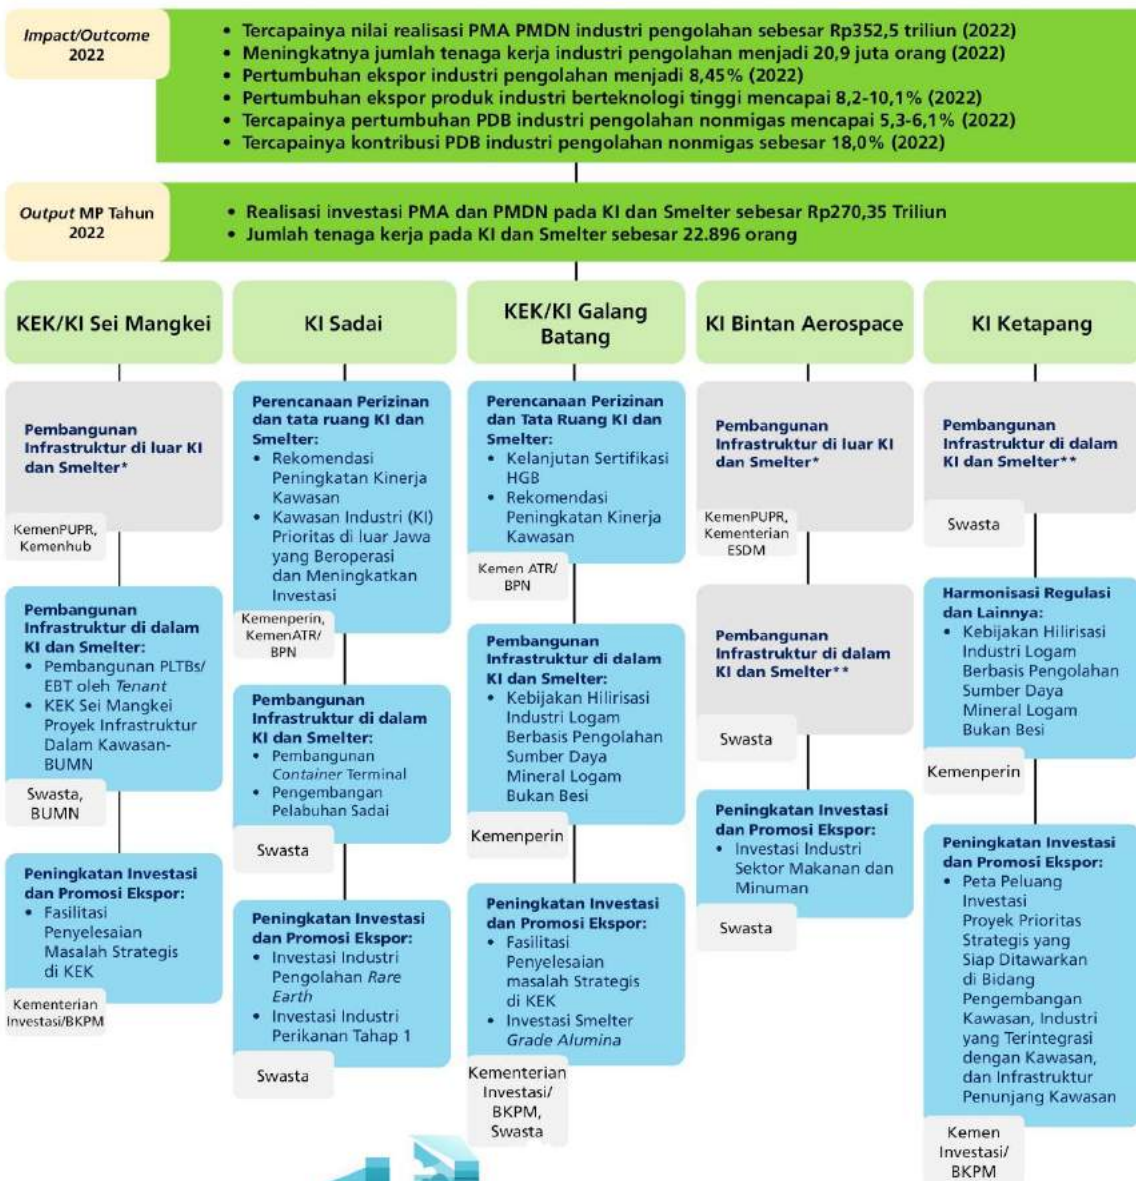 Impact/Outcome
2022
• Tercapainya nilai realisasi PMA PMDN industri pengolahan sebesar Rp352,5 triliun (2022)
• Meningkatnya jumlah tenaga kerja industri pengolahan menjadi 20,9 juta orang (2022)
• Pertumbuhan ekspor industri pengolahan menjadi 8,45% (2022)
• Pertumbuhan ekspor produk industri berteknologi tinggi mencapai 8,2-10,1% (2022)
• Tercapainya pertumbuhan PDB industri pengolahan nonmigas mencapai 5,3-6,1% (2022)
• Tercapainya kontribusi PDB industri pengolahan nonmigas sebesar 18,0% (2022)
Output MP Tahun
2022
• Realisasi investasi PMA dan PMDN pada KI dan Smelter sebesar Rp270,35 Triliun
• Jumlah tenaga kerja pada KI dan Smelter sebesar 22.896 orang
KEK/KI Sei Mangkei
Pembangunan
Infrastruktur di luar KI
dan Smelter*
KemenPUPR,
Kemenhub
Pembangunan
Infrastruktur di dalam
KI dan Smelter:
• Pembangunan PLTBs/
EBT oleh Tenant
• KEK Sei Mangkei
Proyek Infrastruktur
Dalam Kawasan-
BUMN
Swasta,
BUMN
Peningkatan Investasi
dan Promosi Ekspor:
• Fasilitasi
Penyelesaian
Masalah Strategis
di KEK
Kementerian
Investasi/BKPM
KI Sadai
Perencanaan Perizinan
dan tata ruang KI dan
Smelter:
• Rekomendasi
Peningkatan Kinerja
Kawasan
• Kawasan Industri (KI)
Prioritas di luar Jawa
yang Beroperasi
dan Meningkatkan
Investasi
Kemenperin,
KemenATR/
BPN
Pembangunan
Infrastruktur di dalam
KI dan Smelter:
• Pembangunan
Container Terminal
• Pengembangan
Pelabuhan Sadai
Swasta
Peningkatan Investasi
dan Promosi Ekspor:
• Investasi Industri
Pengolahan Rare
Earth
• Investasi Industri
Perikanan Tahap 1
Swasta
KEK/KI Galang
Batang
Perencanaan Perizinan
dan Tata Ruang KI dan
Smelter:
• Kelanjutan Sertifikasi
HGB
• Rekomendasi
Peningkatan Kinerja
Kawasan
Kemen ATR/
BPN
Pembangunan
Infrastruktur di dalam
KI dan Smelter:
• Kebijakan Hilirisasi
Industri Logam
Berbasis Pengolahan
Sumber Daya
Mineral Logam
Bukan Besi
Kemenperin
Peningkatan Investasi
dan Promosi Ekspor:
• Fasilitasi
Penyelesaian
masalah Strategis
di KEK
• Investasi Smelter
Grade Alumina
Kementerian
Investasi/
BKPM,
Swasta
KI Bintan Aerospace
Pembangunan
Infrastruktur di luar KI
dan Smelter*
KemenPUPR,
Kementerian
ESDM
Pembangunan
Infrastruktur di dalam
KI dan Smelter**
Swasta
Peningkatan Investasi
dan Promosi Ekspor:
• Investasi Industri
Sektor Makanan dan
Minuman
Swasta
KI Ketapang
Pembangunan
Infrastruktur di dalam
KI dan Smelter**
Swasta
Harmonisasi Regulasi
dan Lainnya:
• Kebijakan Hilirisasi
Industri Logam
Berbasis Pengolahan
Sumber Daya
Mineral Logam
Bukan Besi
Kemenperin
Peningkatan Investasi
dan Promosi Ekspor:
• Peta Peluang
Investasi
Proyek Prioritas
Strategis yang
Siap Ditawarkan
di Bidang
Pengembangan
Kawasan, Industri
yang Terintegrasi
dengan Kawasan,
dan Infrastruktur
Penunjang Kawasan
Kemen
Investasi/
BKPM